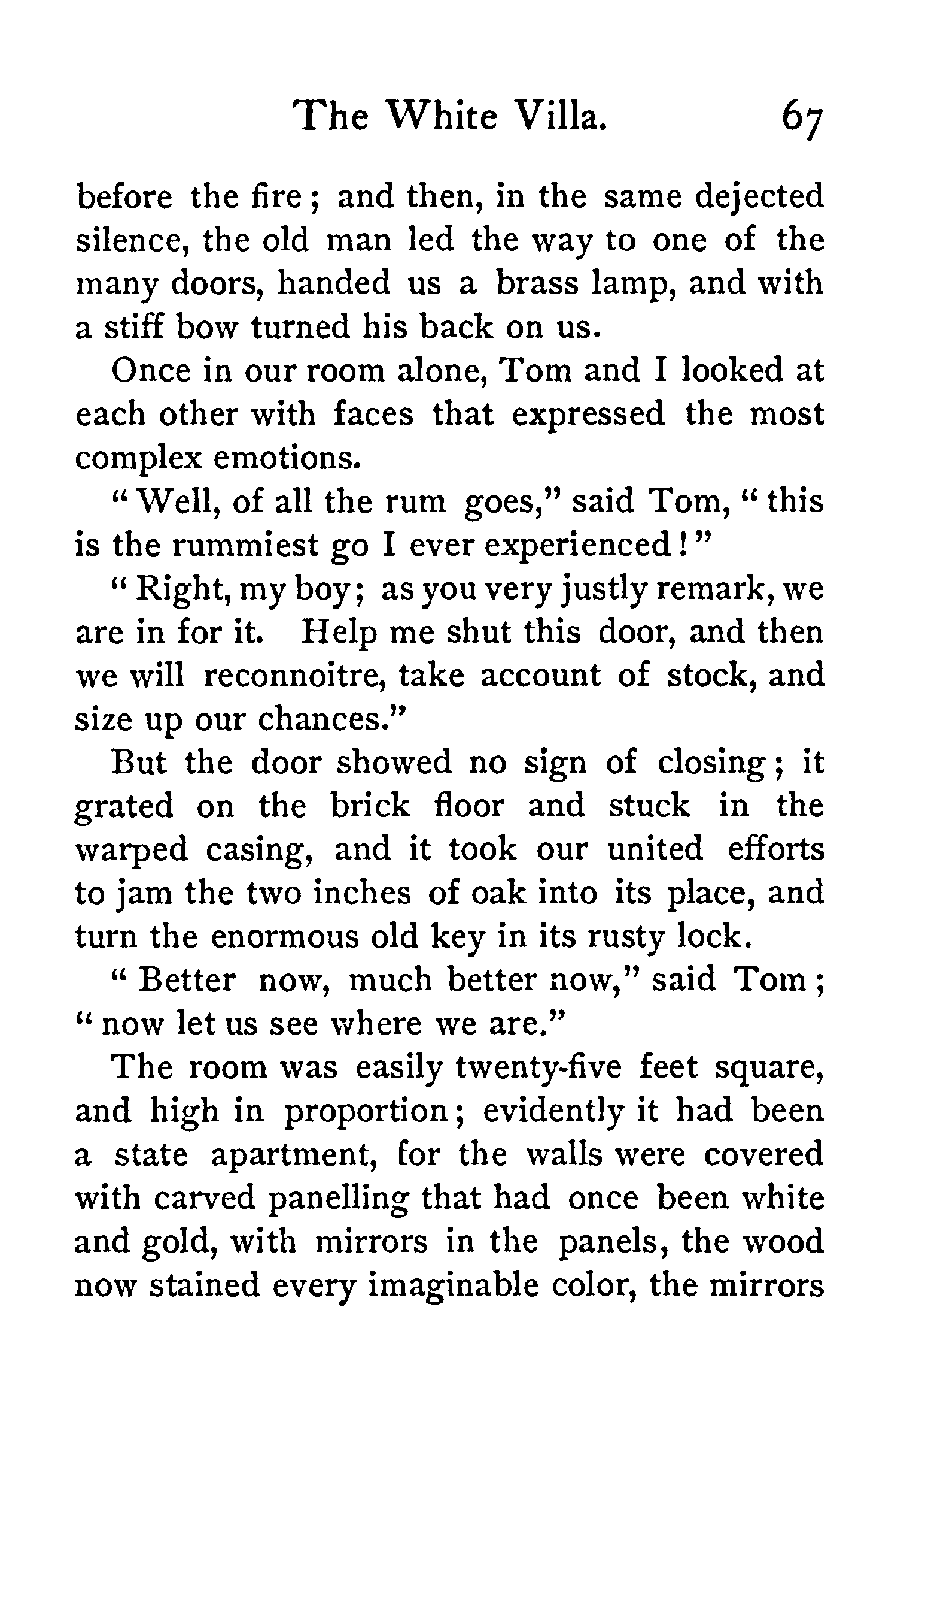 The White Villa. 67
before the fire ; and then, in the same dejected
silence, the old man led the way to one of the
many doors, handed us a brass lamp, and with
a stiff bow turned his back on us.
Once in our room alone, Tom and I looked at
each other with faces that expressed the most
complex emotions.
“ Well, of all the rum goes,” said Tom, “ this
is the rummiest go I ever experienced ! ”
“ Right, my boy ; as you very justly remark, we
are in for it. Help me shut this door, and then
we will reconnoitre, take account of stock, and
size up our chances.”
But the door showed no sign of closing ; it
grated on the brick floor and stuck in the
warped casing, and it took our united efforts
to jam the two inches of oak into its place, and
turn the enormous old key in its rusty lock.
“ Better now, much better now,” said Tom ;
“ now let us see where we are.”
The room was easily twenty-five feet square,
and high in proportion ; evidently it had been
a state apartment, for the walls were covered
with carved panelling that had once been white
and gold, with mirrors in the panels, the wood
now stained every imaginable color, the mirrors